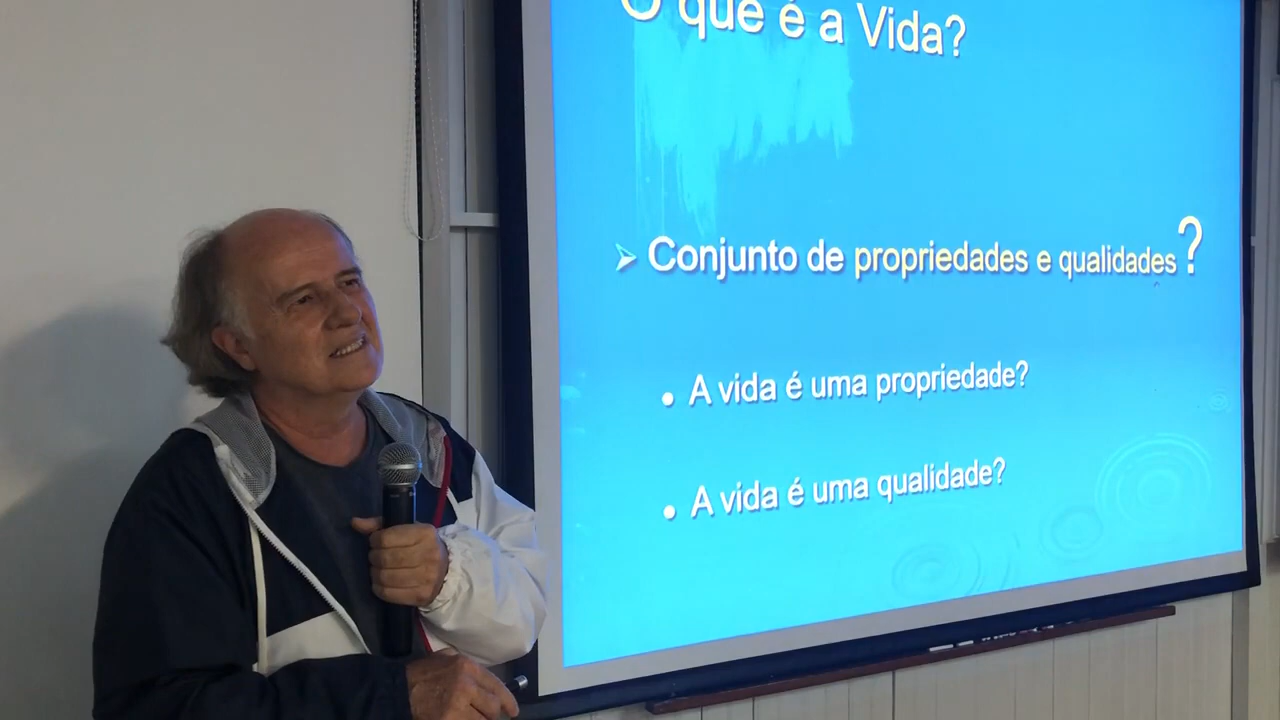 O que é a Vida?
Conjunto de propriedades e qualidades?
A vida é uma propriedade?
A vida é uma qualidade?